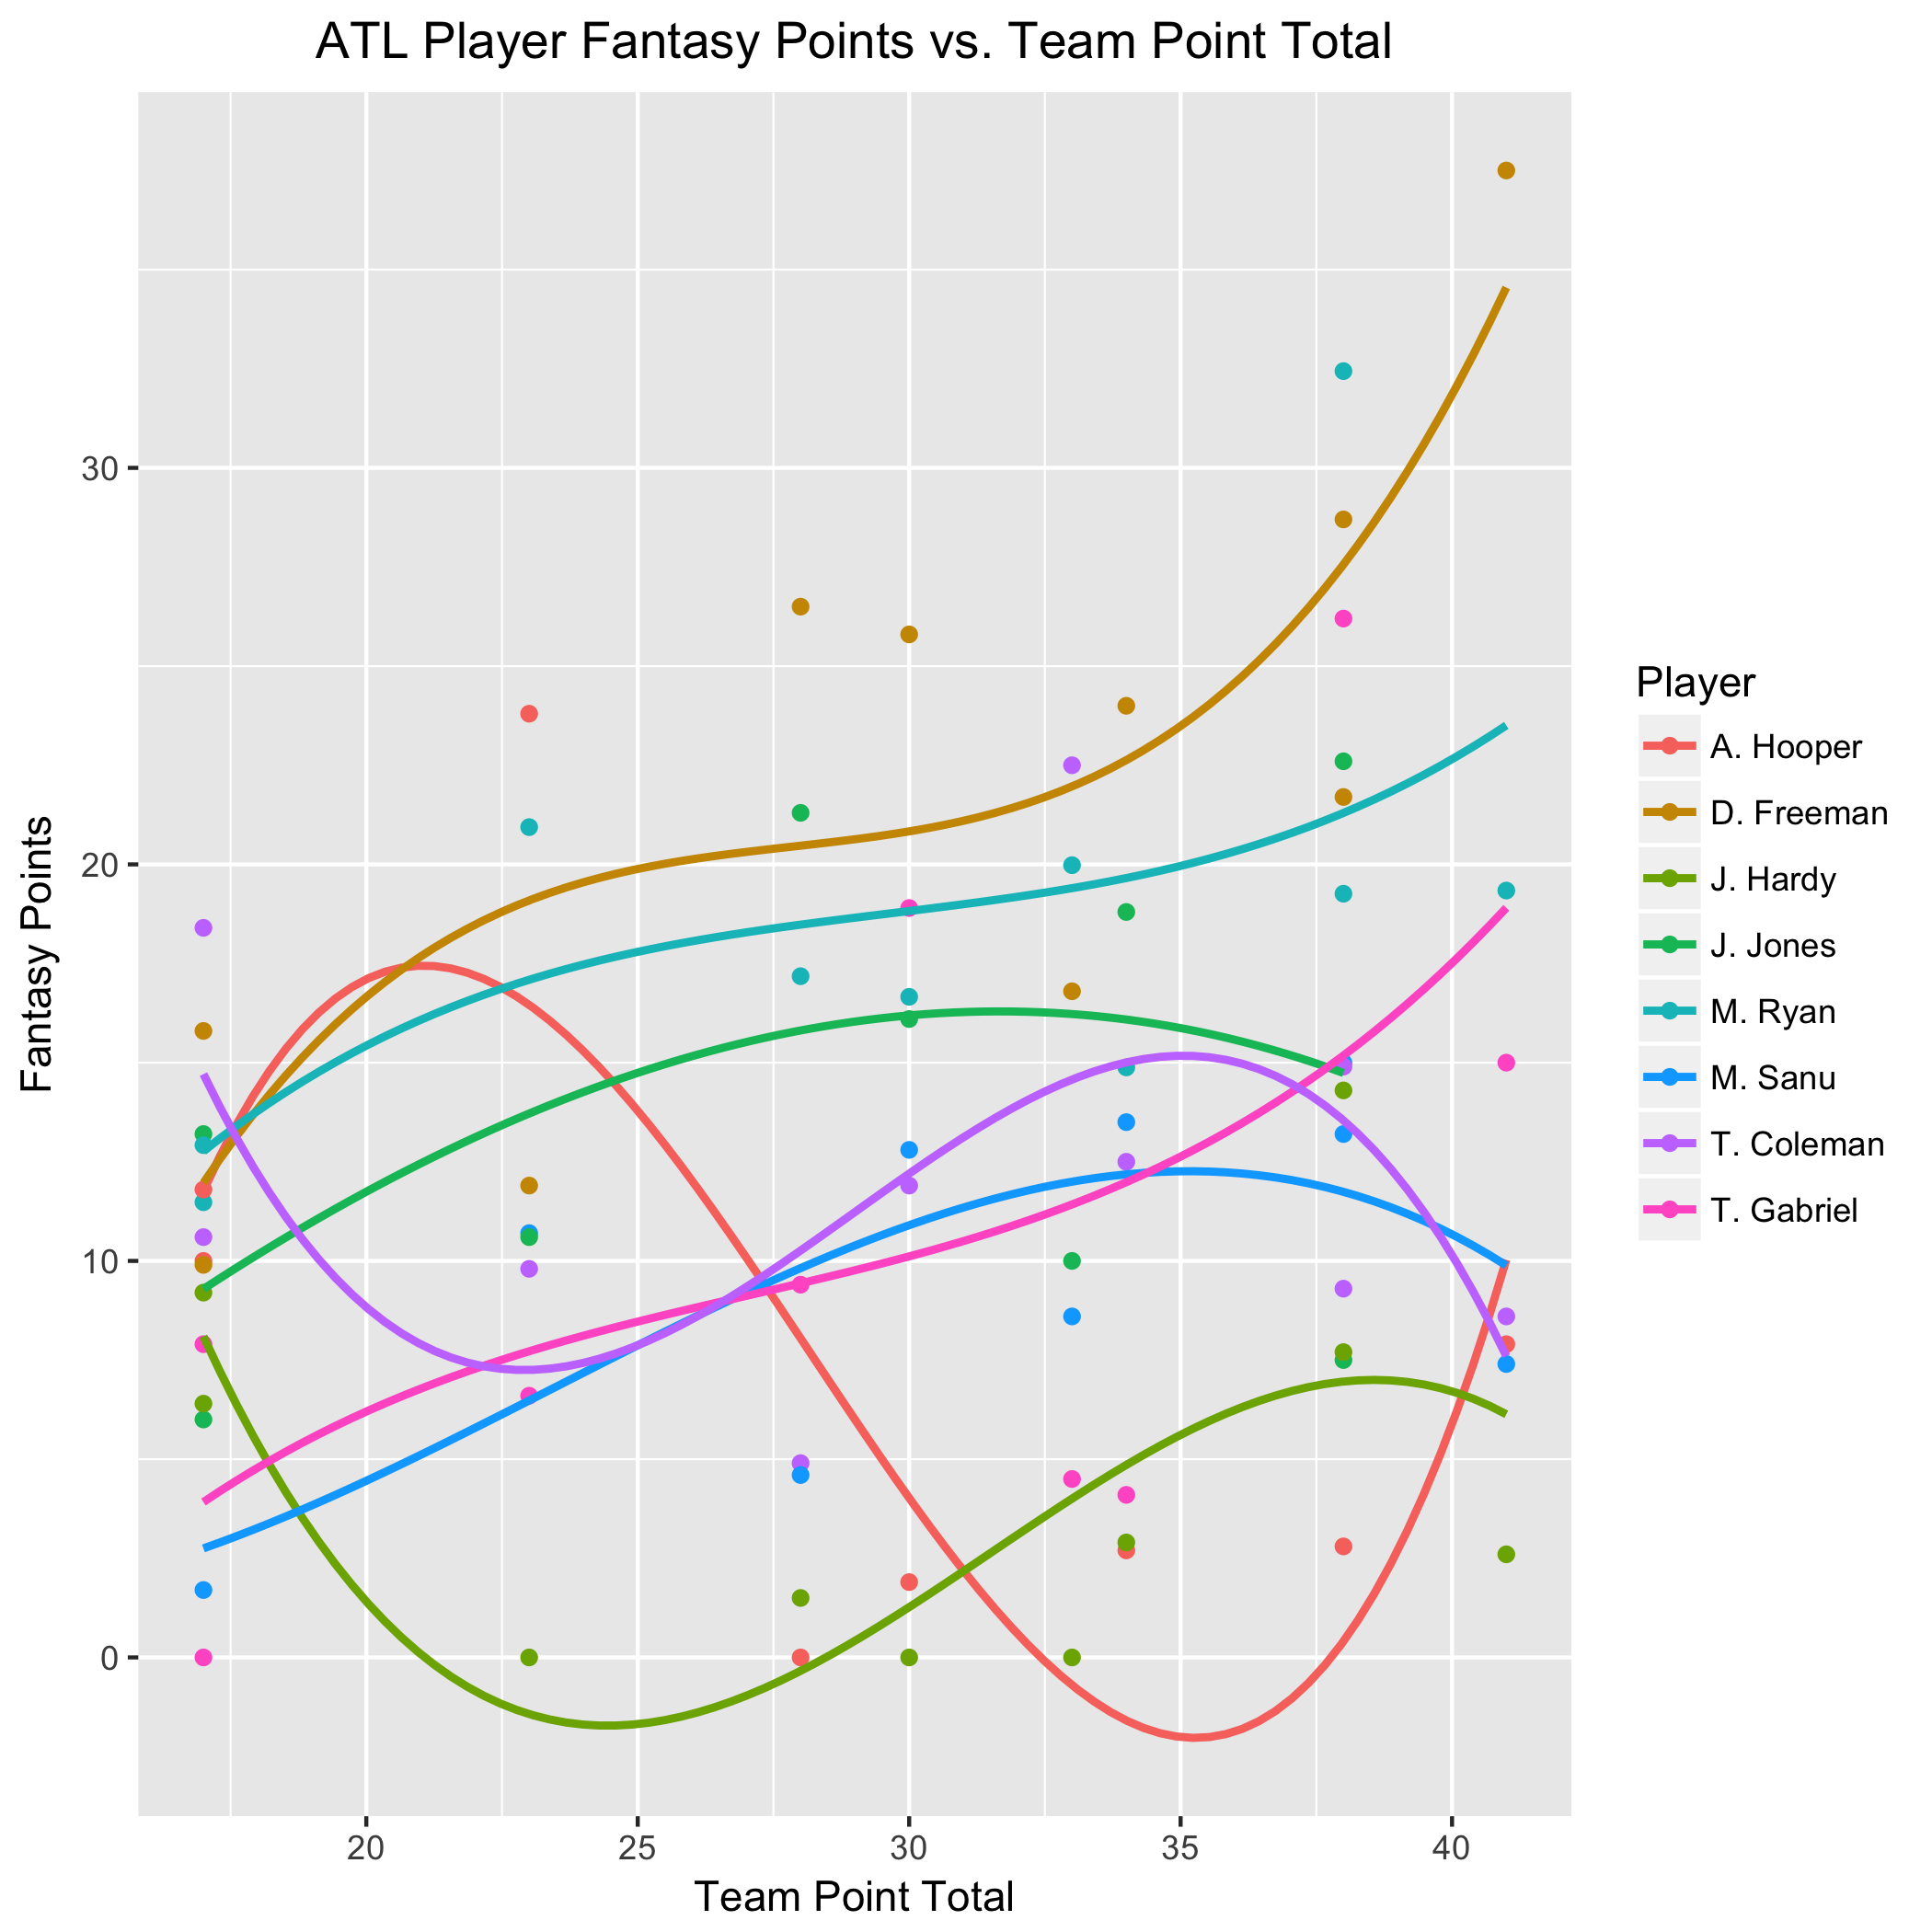 ATL Player Fantasy Points vs. Team Point Total
Fantasy Points
30
20
10
0
20 25 30 35 40
Team Point Total
Player
A. Hooper
D. Freeman
J. Hardy
J. Jones
M. Ryan
M. Sanu
T. Coleman
T. Gabriel